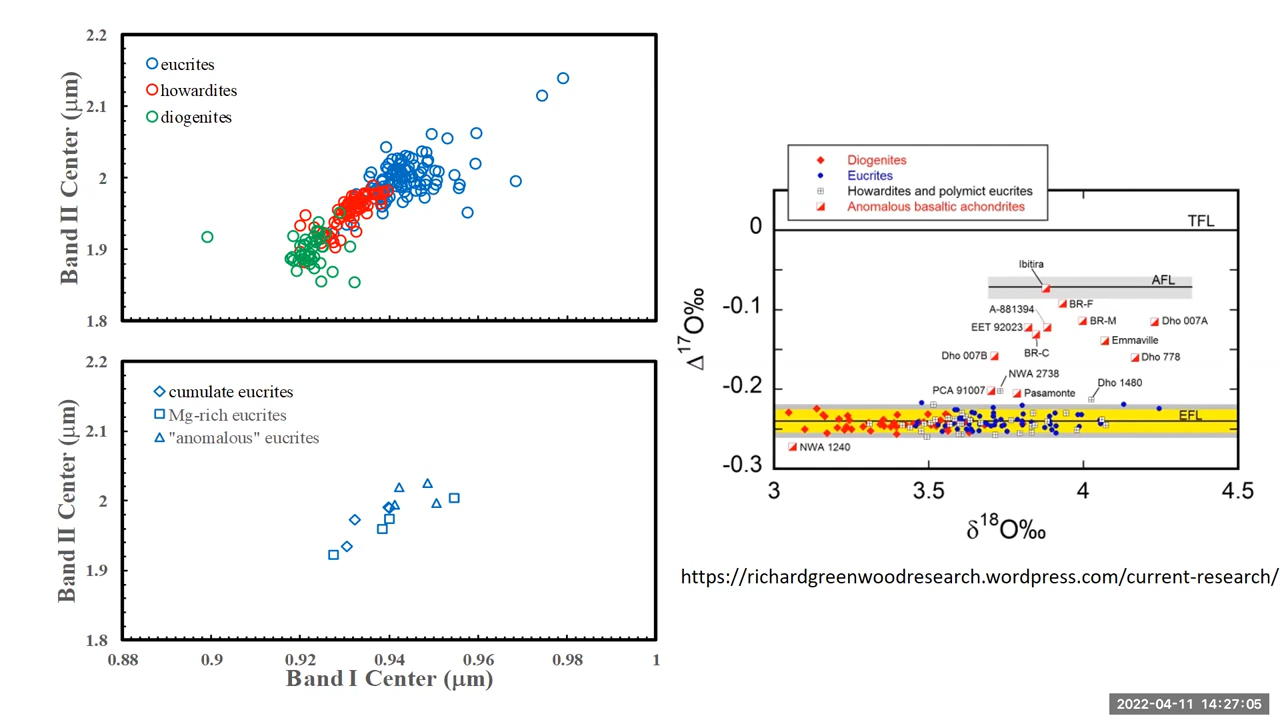 2.2
2.1
2
1.9
1.8
Band II Center (μm)
eucrites
howardites
diogenites
2.2
2.1
2
1.9
1.8
Band II Center (μm)
cumulate eucrites
Mg-rich eucrites
"anomalous" eucrites
0.88 0.9 0.92 0.94 0.96 0.98 1
Band I Center (μm)
Diogenites
Eucrites
Howardites and polymict eucrites
Anomalous basaltic achondrites
0
-0.1
-0.2
-0.3
Δ¹⁷O‰
TFL
Ibitira
AFL
BR-F
A-881394
EET 92023
BR-M
Dho 007A
BR-C
Emmaville
Dho 007B
Dho 778
NWA 2738
PCA 91007
Pasamonte
Dho 1480
EFL
NWA 1240
3 3.5 4 4.5
δ¹⁸O‰
https://richardgreenwoodresearch.wordpress.com/current-research/
2022-04-11 14:27:05